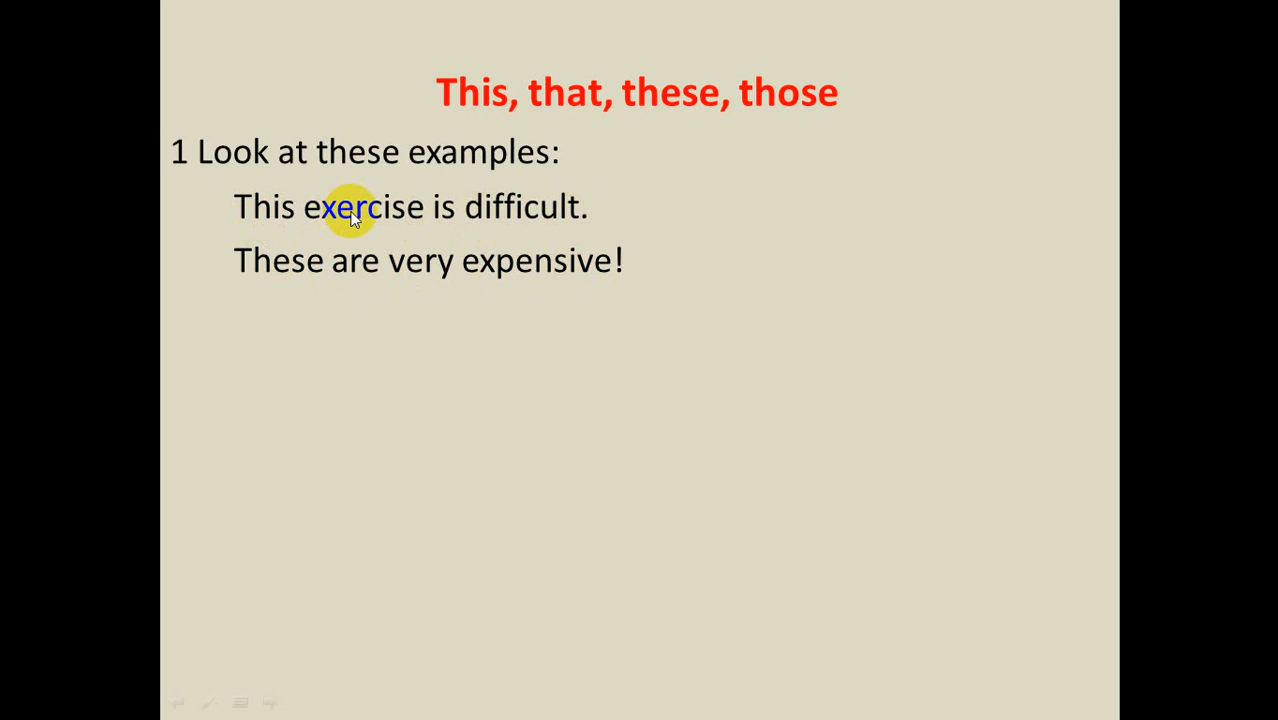 This, that, these, those
1 Look at these examples:
This exercise is difficult.
These are very expensive!